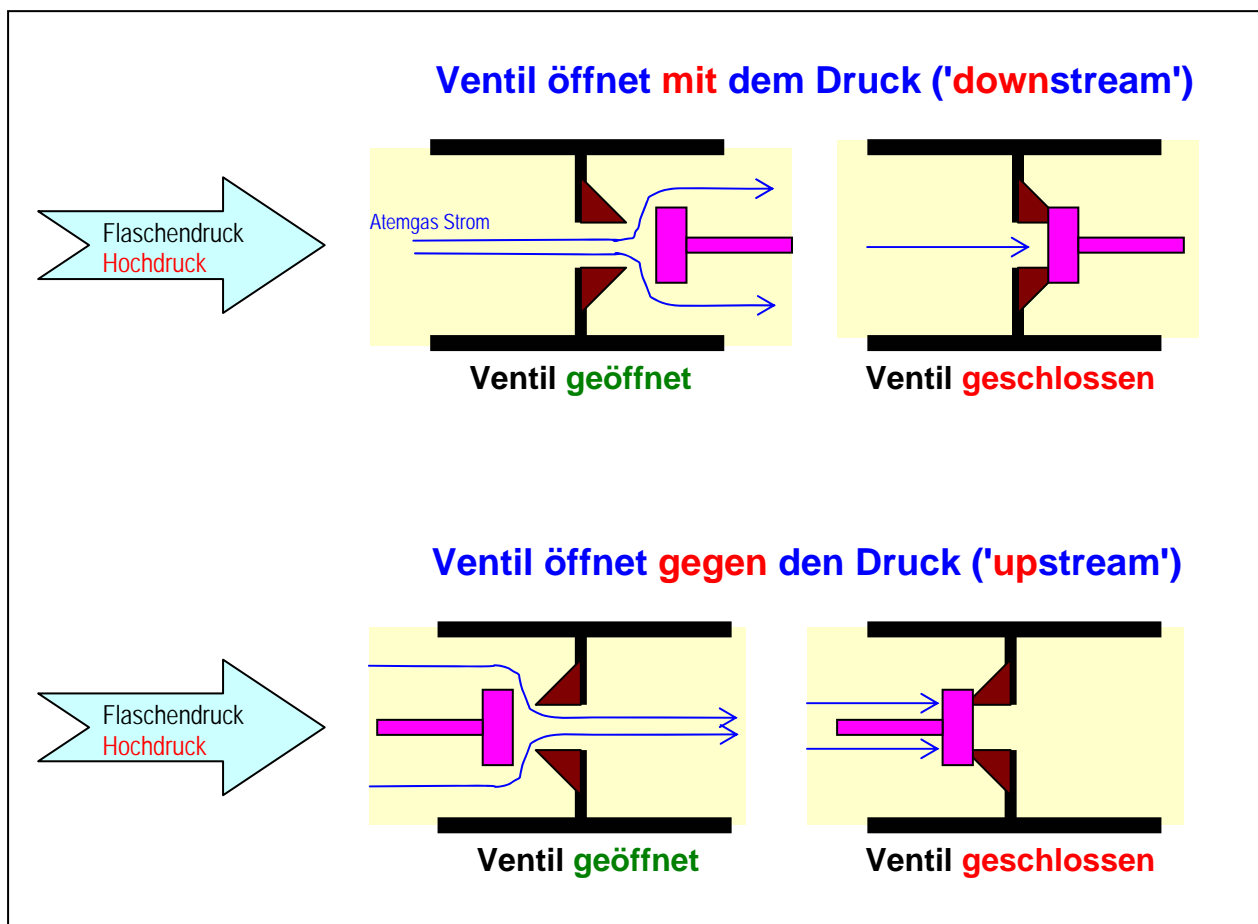 Ventil öffnet mit dem Druck ('downstream')
Flaschendruck
Hochdruck
Atemgas Strom
Ventil geöffnet
Ventil geschlossen
Ventil öffnet gegen den Druck ('upstream')
Flaschendruck
Hochdruck
Ventil geöffnet
Ventil geschlossen